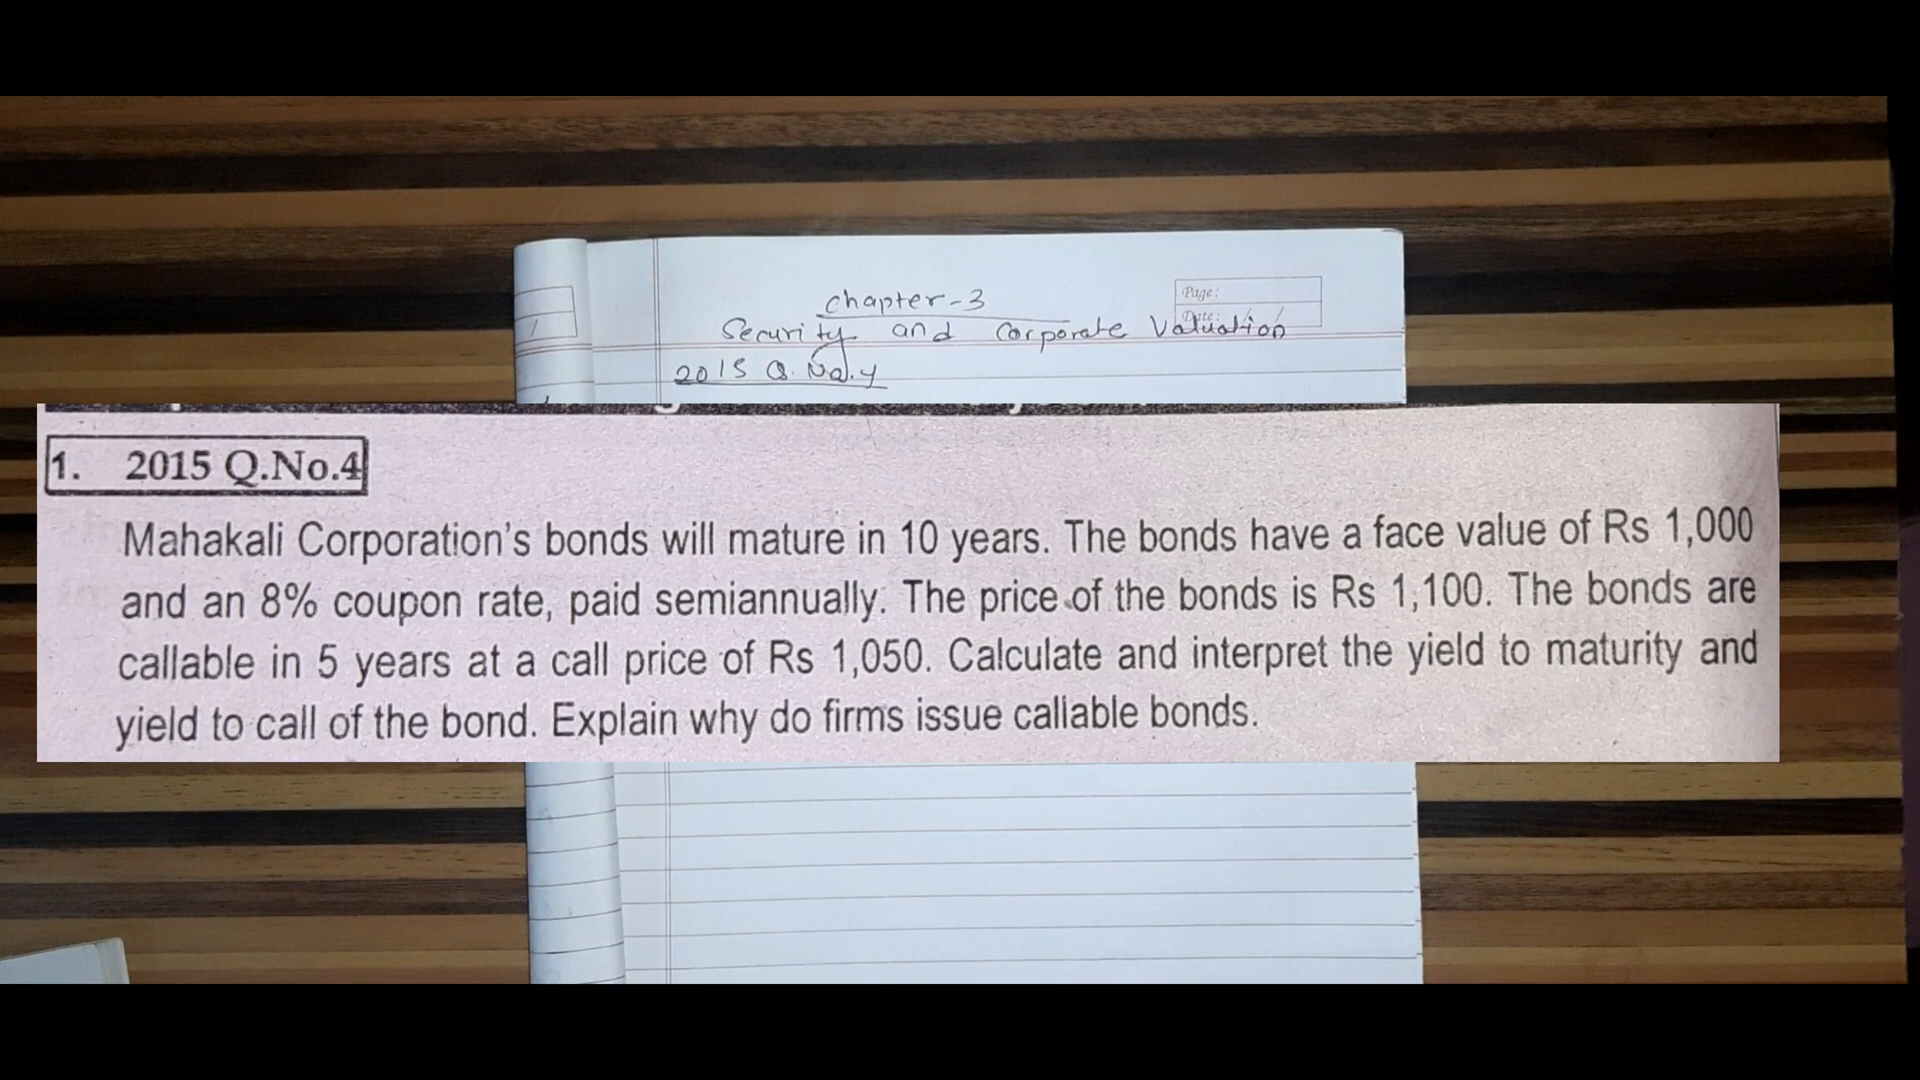 chapter-3
Page:
Security and Corporate Valuation
Date: / /
2015 Q. No. 4
1. 2015 Q.No.4
Mahakali Corporation's bonds will mature in 10 years. The bonds have a face value of Rs 1,000
and an 8% coupon rate, paid semiannually. The price of the bonds is Rs 1,100. The bonds are
callable in 5 years at a call price of Rs 1,050. Calculate and interpret the yield to maturity and
yield to call of the bond. Explain why do firms issue callable bonds.